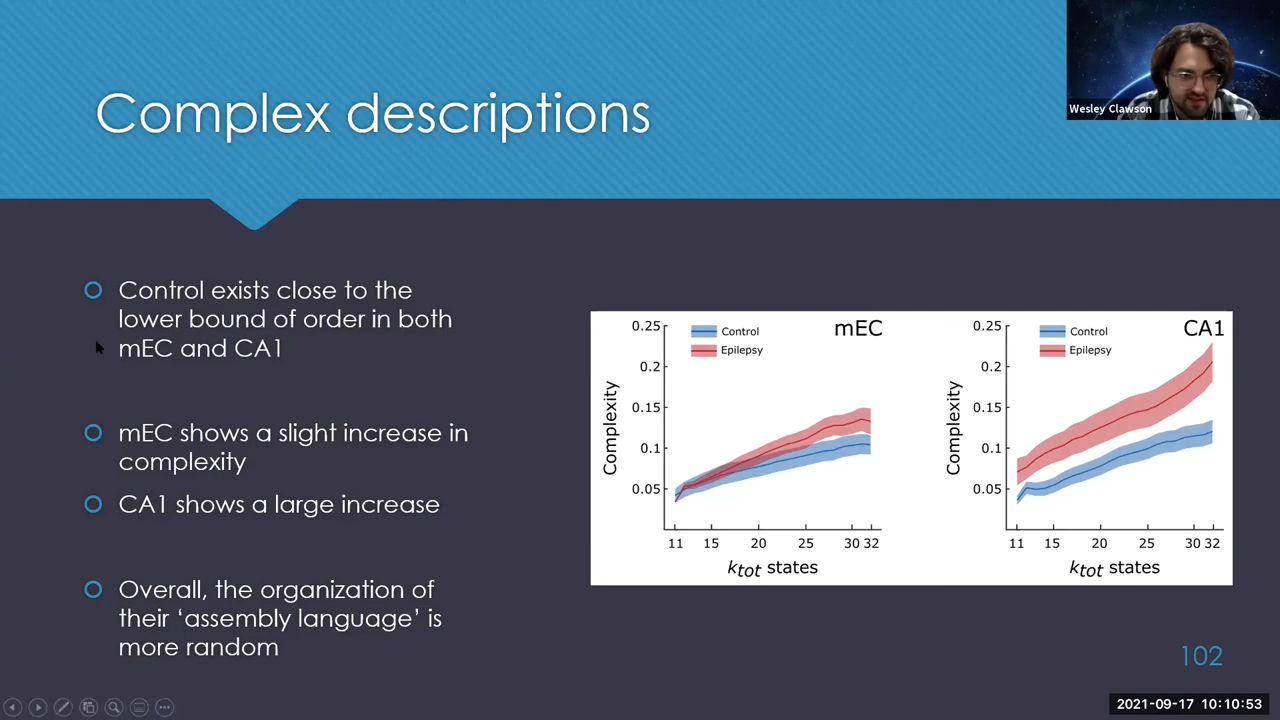 Complex descriptions
Wesley Clawson
Control exists close to the
lower bound of order in both
mEC and CA1
mEC shows a slight increase in
complexity
CA1 shows a large increase
Overall, the organization of
their ‘assembly language’ is
more random
mEC
Control
Epilepsy
Complexity
0.25
0.2
0.15
0.1
0.05
11 15 20 25 30 32
ktot states
CA1
Control
Epilepsy
Complexity
0.25
0.2
0.15
0.1
0.05
11 15 20 25 30 32
ktot states
102
2021-09-17 10:10:53